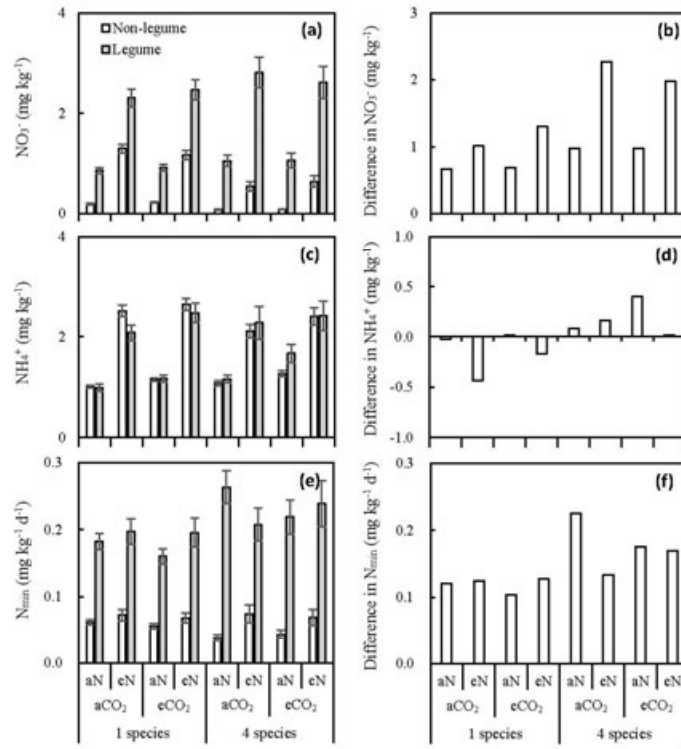 (a)
Non-legume
Legume
NO₃⁻ (mg kg⁻¹)
4
2
0
(b)
Difference in NO₃⁻ (mg kg⁻¹)
3
2
1
0
(c)
NH₄⁺ (mg kg⁻¹)
4
2
0
(d)
Difference in NH₄⁺ (mg kg⁻¹)
1.0
0.5
0.0
-0.5
-1.0
(e)
Nmin (mg kg⁻¹ d⁻¹)
0.3
0.2
0.1
0.0
aN eN aN eN aN eN aN eN
aCO₂ eCO₂ aCO₂ eCO₂
1 species 4 species
(f)
Difference in Nmin (mg kg⁻¹ d⁻¹)
0.3
0.2
0.1
0.0
aN eN aN eN aN eN aN eN
aCO₂ eCO₂ aCO₂ eCO₂
1 species 4 species